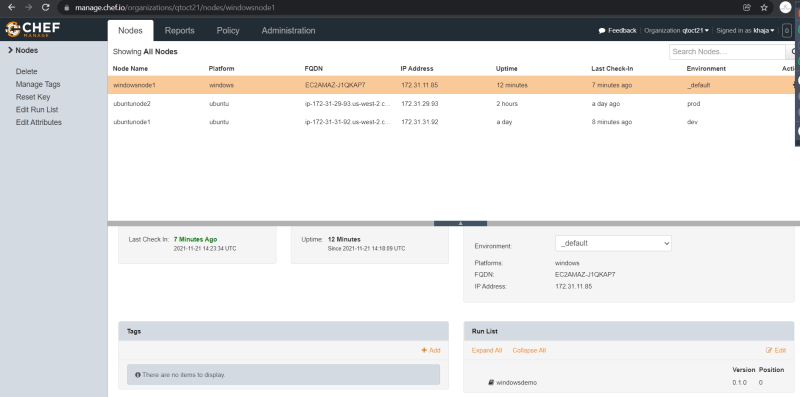 manage.chef.io/organizations/qtoct21/nodes/windowsnode1
CHEF
MANAGE
Nodes Reports Policy Administration
Feedback Organization qtoct21 Signed in as khaja 0
Nodes
Delete
Manage Tags
Reset Key
Edit Run List
Edit Attributes
Showing All Nodes
Search Nodes...
Node Name Platform FQDN IP Address Uptime Last Check-In Environment Acti
windowsnode1 windows EC2AMAZ-J1QKAP7 172.31.11.85 12 minutes 7 minutes ago _default
ubuntunode2 ubuntu ip-172-31-29-93.us-west-2.c... 172.31.29.93 2 hours a day ago prod
ubuntunode1 ubuntu ip-172-31-31-92.us-west-2.c... 172.31.31.92 a day 8 minutes ago dev
Last Check In: 7 Minutes Ago
2021-11-21 14:23:34 UTC
Uptime: 12 Minutes
Since 2021-11-21 14:18:09 UTC
Environment: _default
Platforms: windows
FQDN: EC2AMAZ-J1QKAP7
IP Address: 172.31.11.85
Tags
Add
There are no items to display.
Run List
Expand All Collapse All Edit
Version Position
windowsdemo 0.1.0 0